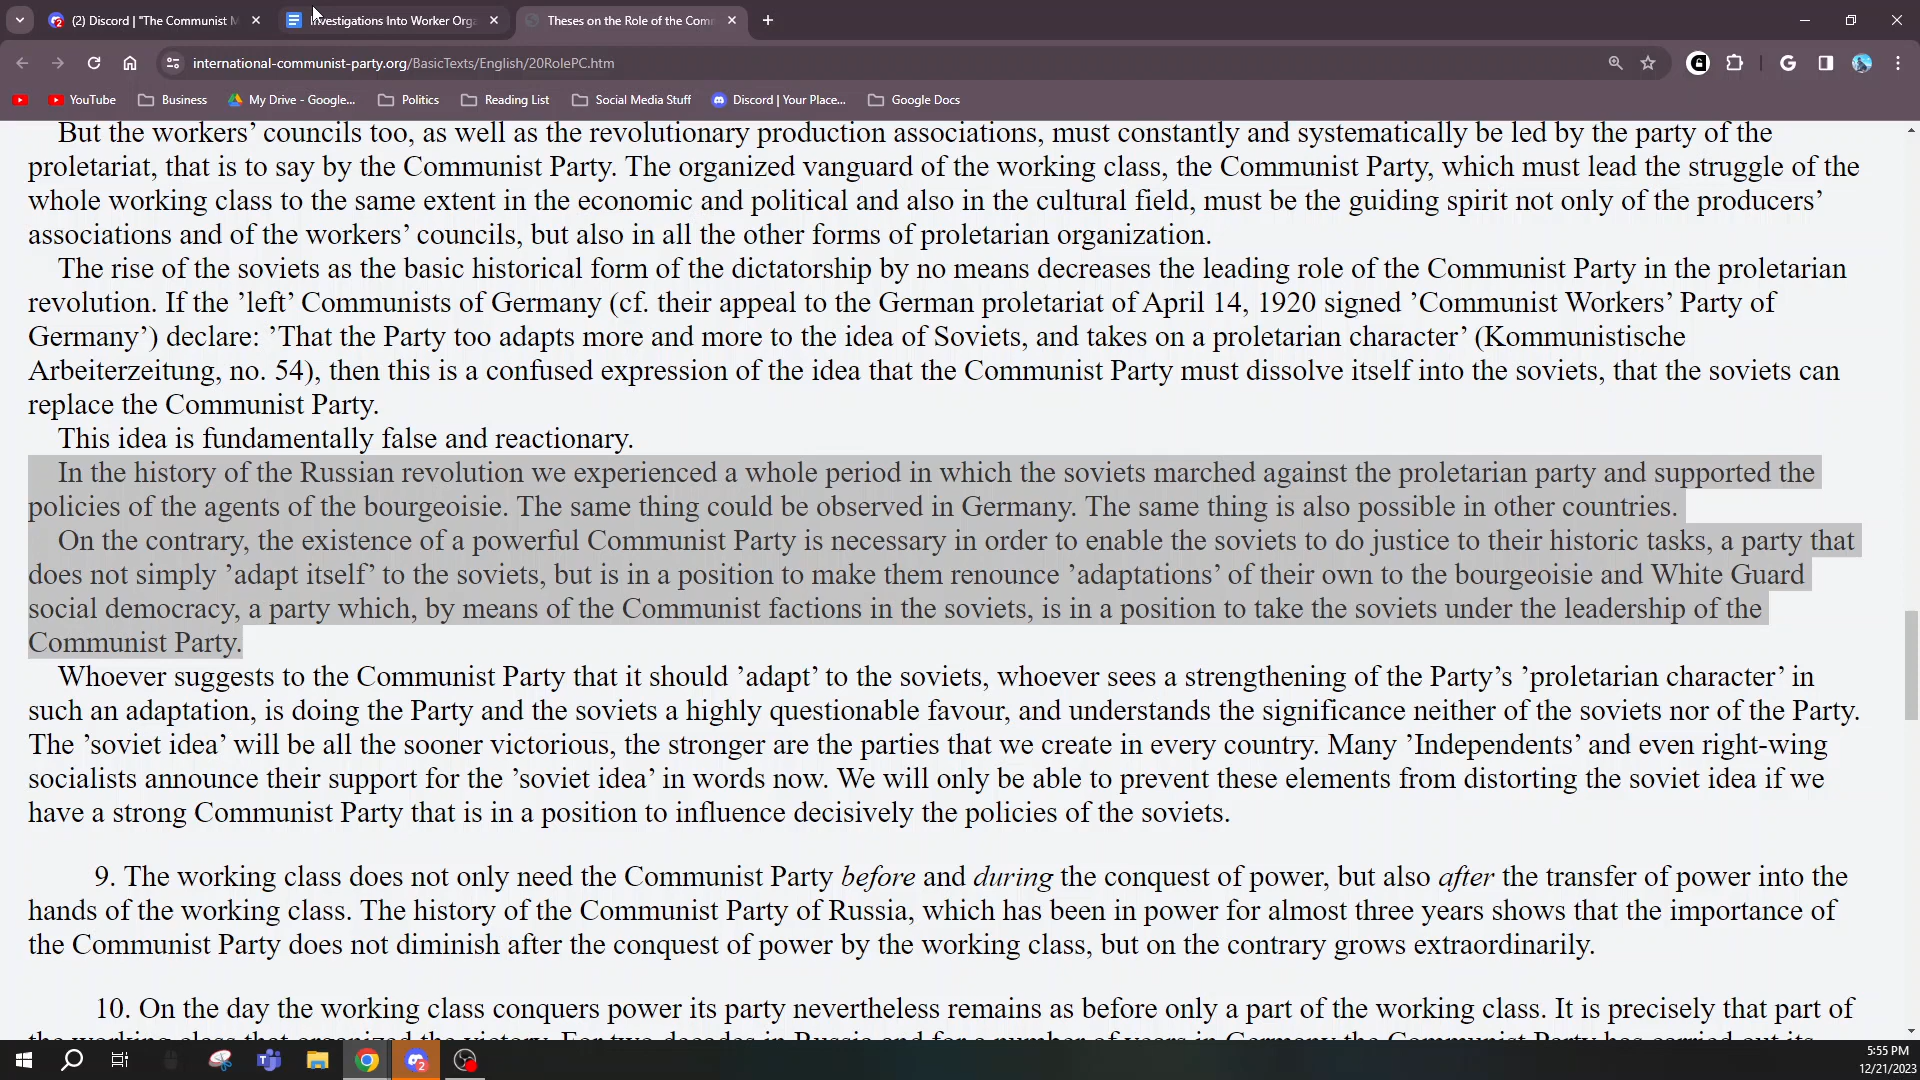 (2) Discord | "The Communist M
Investigations Into Worker Orga
Theses on the Role of the Com
international-communist-party.org/BasicTexts/English/20RolePC.htm
YouTube
Business
My Drive - Google...
Politics
Reading List
Social Media Stuff
Discord | Your Place...
Google Docs
But the workers’ councils too, as well as the revolutionary production associations, must constantly and systematically be led by the party of the
proletariat, that is to say by the Communist Party. The organized vanguard of the working class, the Communist Party, which must lead the struggle of the
whole working class to the same extent in the economic and political and also in the cultural field, must be the guiding spirit not only of the producers’
associations and of the workers’ councils, but also in all the other forms of proletarian organization.
The rise of the soviets as the basic historical form of the dictatorship by no means decreases the leading role of the Communist Party in the proletarian
revolution. If the ’left’ Communists of Germany (cf. their appeal to the German proletariat of April 14, 1920 signed ’Communist Workers’ Party of
Germany’) declare: ’That the Party too adapts more and more to the idea of Soviets, and takes on a proletarian character’ (Kommunistische
Arbeiterzeitung, no. 54), then this is a confused expression of the idea that the Communist Party must dissolve itself into the soviets, that the soviets can
replace the Communist Party.
This idea is fundamentally false and reactionary.
In the history of the Russian revolution we experienced a whole period in which the soviets marched against the proletarian party and supported the
policies of the agents of the bourgeoisie. The same thing could be observed in Germany. The same thing is also possible in other countries.
On the contrary, the existence of a powerful Communist Party is necessary in order to enable the soviets to do justice to their historic tasks, a party that
does not simply ’adapt itself’ to the soviets, but is in a position to make them renounce ’adaptations’ of their own to the bourgeoisie and White Guard
social democracy, a party which, by means of the Communist factions in the soviets, is in a position to take the soviets under the leadership of the
Communist Party.
Whoever suggests to the Communist Party that it should ’adapt’ to the soviets, whoever sees a strengthening of the Party’s ’proletarian character’ in
such an adaptation, is doing the Party and the soviets a highly questionable favour, and understands the significance neither of the soviets nor of the Party.
The ’soviet idea’ will be all the sooner victorious, the stronger are the parties that we create in every country. Many ’Independents’ and even right-wing
socialists announce their support for the ’soviet idea’ in words now. We will only be able to prevent these elements from distorting the soviet idea if we
have a strong Communist Party that is in a position to influence decisively the policies of the soviets.
9. The working class does not only need the Communist Party before and during the conquest of power, but also after the transfer of power into the
hands of the working class. The history of the Communist Party of Russia, which has been in power for almost three years shows that the importance of
the Communist Party does not diminish after the conquest of power by the working class, but on the contrary grows extraordinarily.
10. On the day the working class conquers power its party nevertheless remains as before only a part of the working class. It is precisely that part of
the working class that organized the victory. For two decades in Russia and for a number of years in Germany the Communist Party has carried out its
5:55 PM
12/21/2023